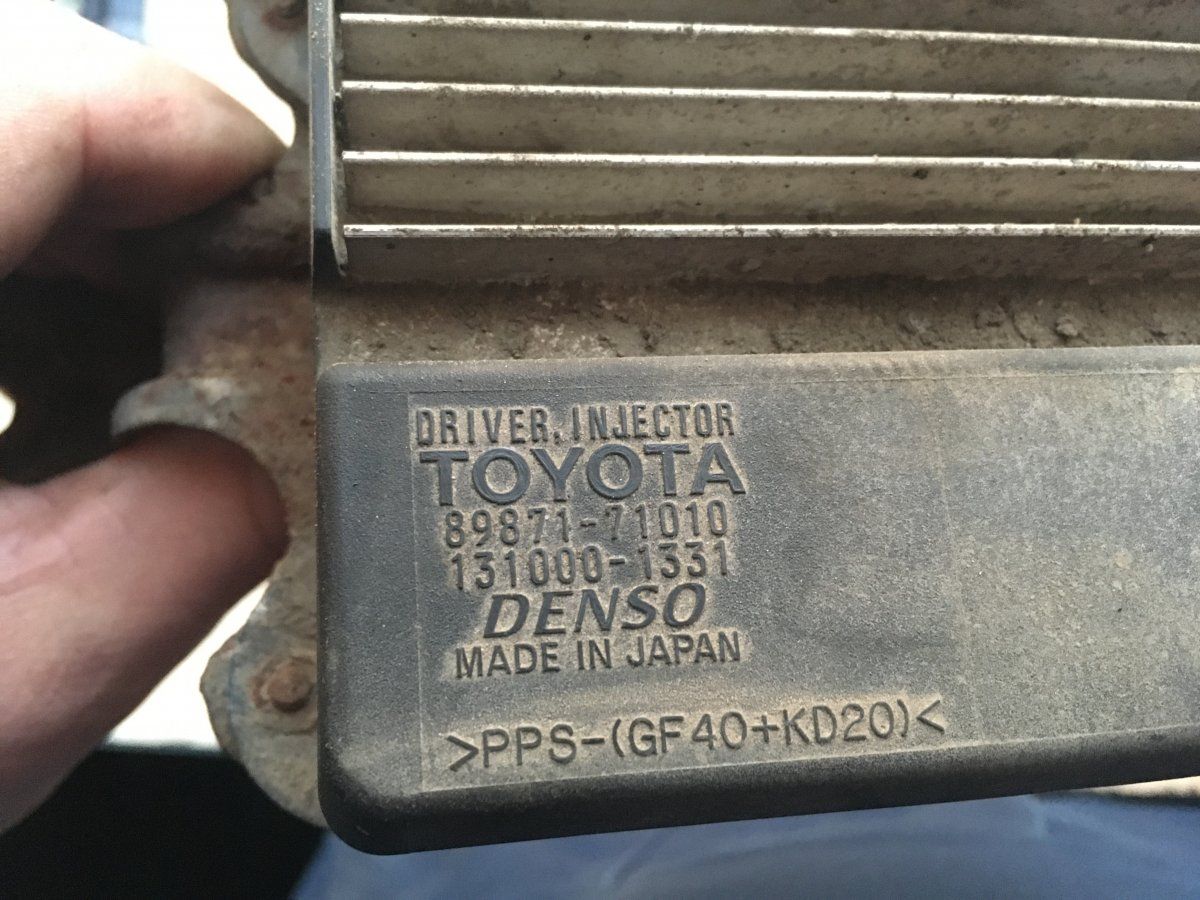 DRIVER, INJECTOR
TOYOTA
89871-71010
131000-1331
DENSO
MADE IN JAPAN
>PPS-(GF40+KD20)<